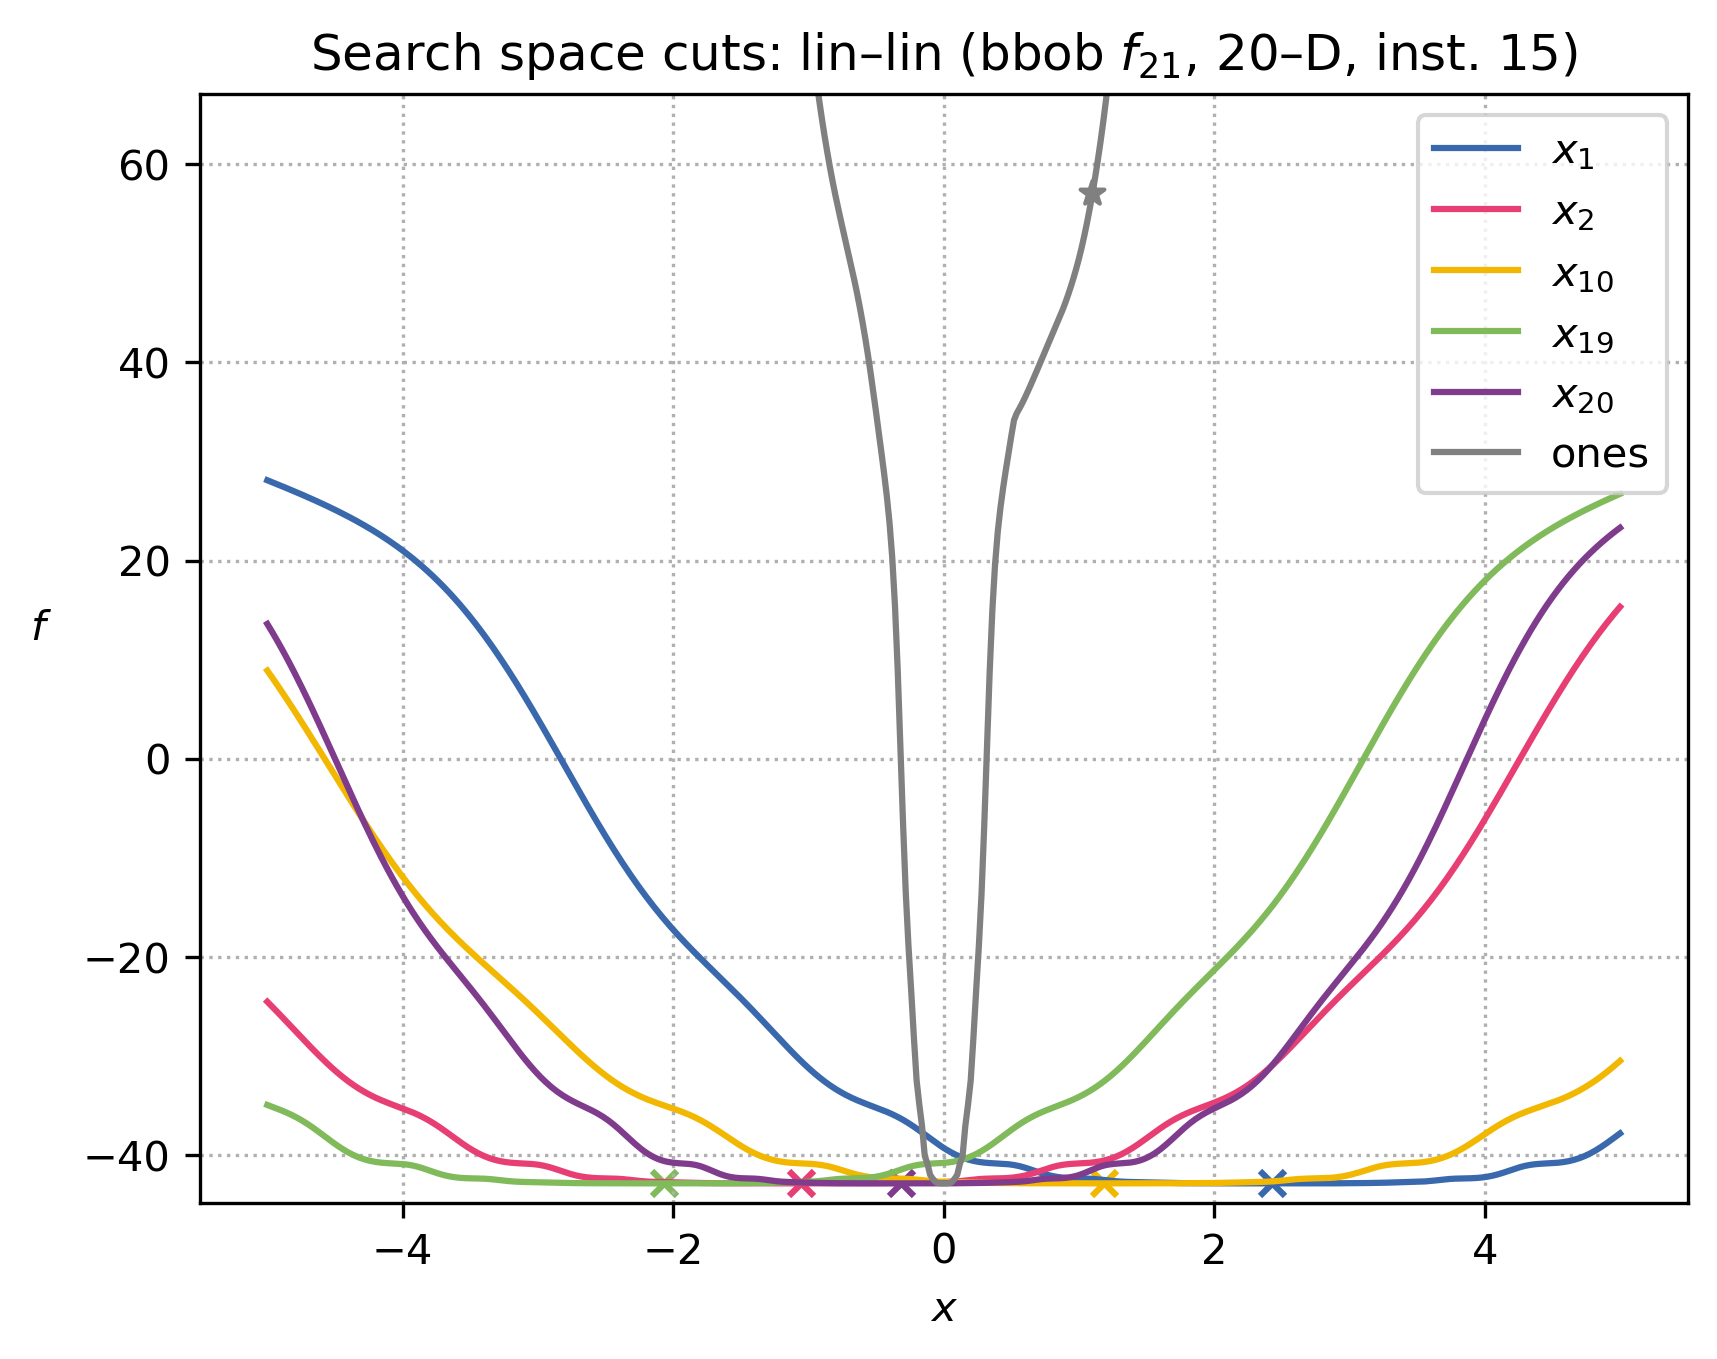 Search space cuts: lin–lin (bbob f₂₁, 20–D, inst. 15)
60
40
20
0
−20
−40
f
−4
−2
0
2
4
x
x₁
x₂
x₁₀
x₁₉
x₂₀
ones